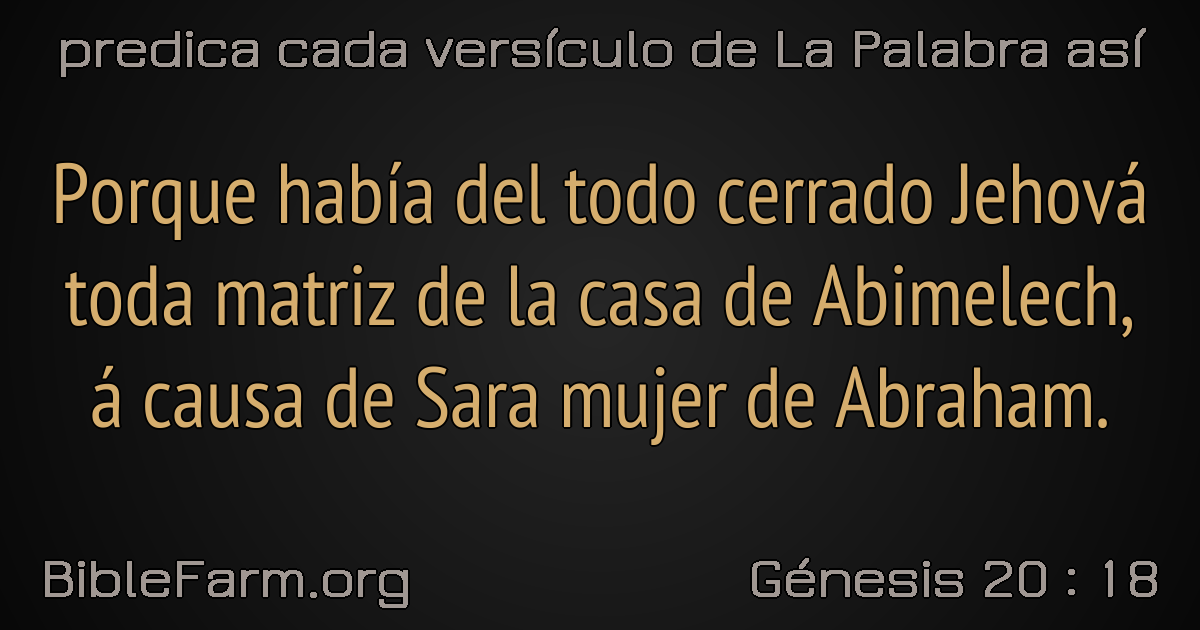 predica cada versículo de La Palabra así
Porque había del todo cerrado Jehová
toda matriz de la casa de Abimelech,
á causa de Sara mujer de Abraham.
BibleFarm.org
Génesis 20 : 18